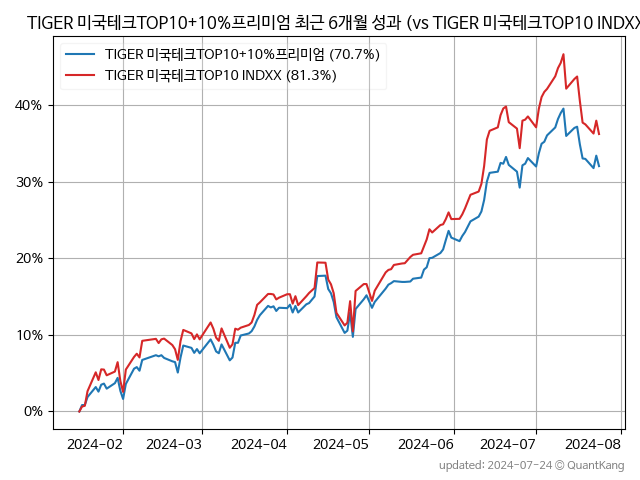 TIGER 미국테크TOP10+10%프리미엄 최근 6개월 성과 (vs TIGER 미국테크TOP10 INDXX
TIGER 미국테크TOP10+10%프리미엄 (70.7%)
TIGER 미국테크TOP10 INDXX (81.3%)
40%
30%
20%
10%
0%
2024-02 2024-03 2024-04 2024-05 2024-06 2024-07 2024-08
updated: 2024-07-24 © QuantKang